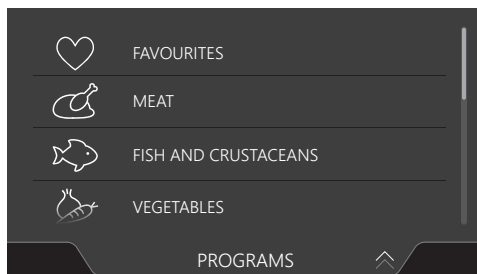 FAVOURITES
MEAT
FISH AND CRUSTACEANS
VEGETABLES
PROGRAMS